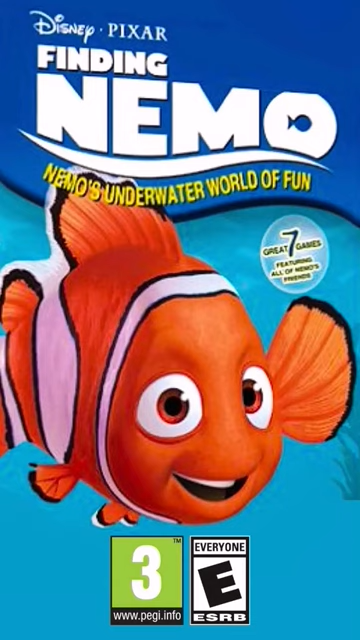 Disney · PIXAR
FINDING
NEMO
NEMO'S UNDERWATER WORLD OF FUN
7
GREAT GAMES
FEATURING
ALL OF NEMO'S
FRIENDS
3™
www.pegi.info
EVERYONE
E
ESRB